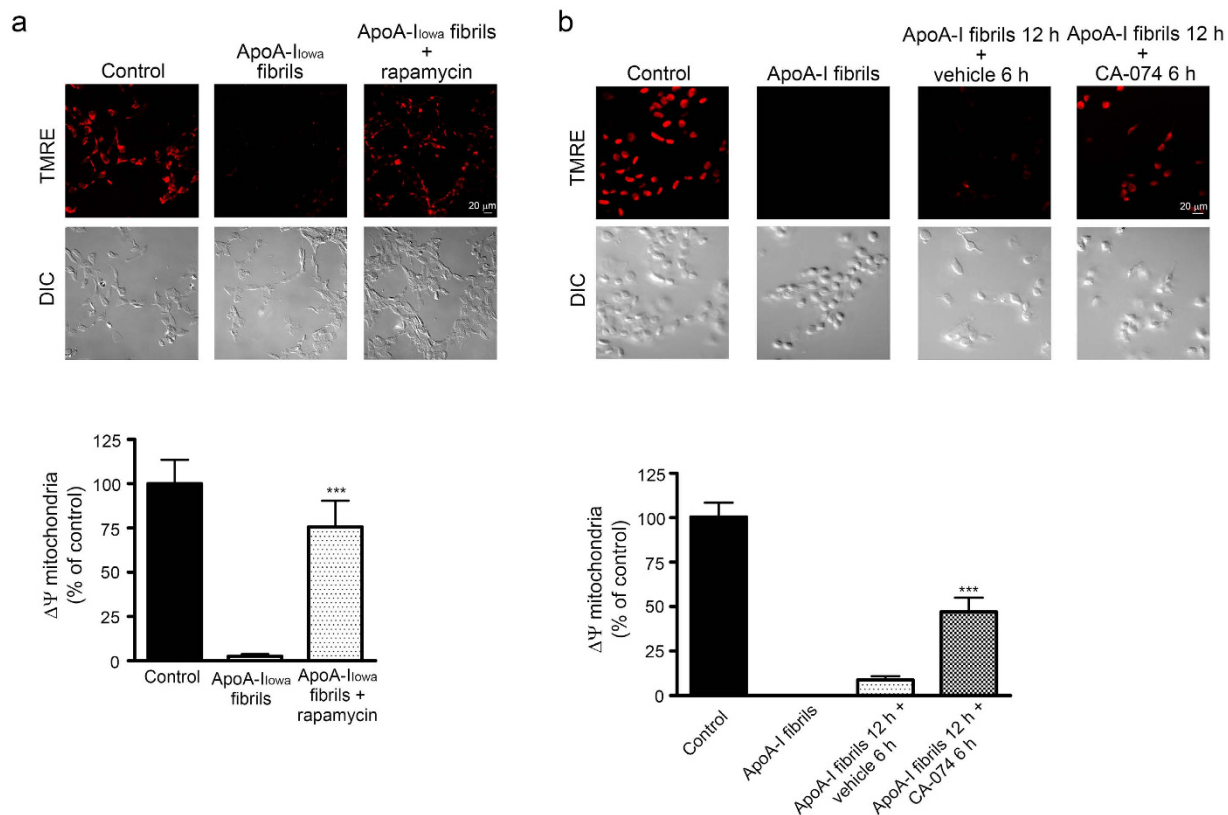 a
Control
ApoA-IIowa
fibrils
ApoA-IIowa fibrils
+
rapamycin
TMRE
20 µm
DIC
125
100
75
50
25
0
ΔΨ mitochondria
(% of control)
***
Control
ApoA-IIowa
fibrils
ApoA-IIowa
fibrils +
rapamycin
b
Control
ApoA-I fibrils
ApoA-I fibrils 12 h
+
vehicle 6 h
ApoA-I fibrils 12 h
+
CA-074 6 h
TMRE
20 µm
DIC
125
100
75
50
25
0
ΔΨ mitochondria
(% of control)
***
Control
ApoA-I fibrils
ApoA-I fibrils 12 h +
vehicle 6 h
ApoA-I fibrils 12 h +
CA-074 6 h